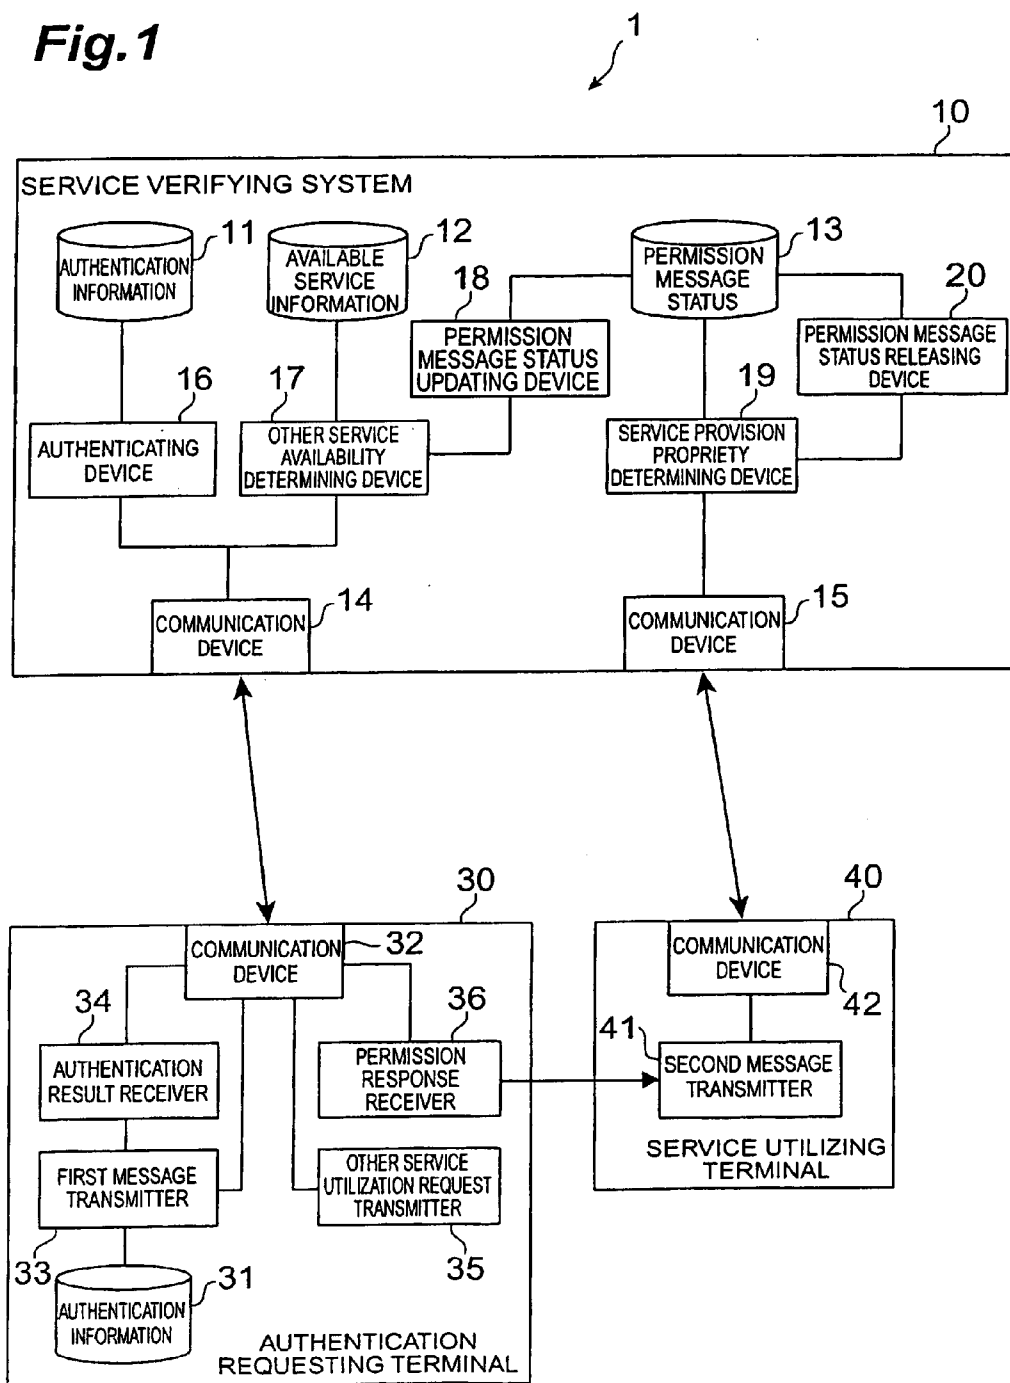 Fig.1
1
10
SERVICE VERIFYING SYSTEM
11
12
13
AUTHENTICATION
INFORMATION
AVAILABLE
SERVICE
INFORMATION
PERMISSION
MESSAGE
STATUS
18
20
PERMISSION
MESSAGE STATUS
UPDATING DEVICE
PERMISSION MESSAGE
STATUS RELEASING
DEVICE
16
17
19
AUTHENTICATING
DEVICE
OTHER SERVICE
AVAILABILITY
DETERMINING DEVICE
SERVICE PROVISION
PROPRIETY
DETERMINING DEVICE
14
15
COMMUNICATION
DEVICE
COMMUNICATION
DEVICE
30
40
COMMUNICATION
DEVICE
32
COMMUNICATION
DEVICE
42
34
36
41
AUTHENTICATION
RESULT RECEIVER
PERMISSION
RESPONSE
RECEIVER
SECOND MESSAGE
TRANSMITTER
SERVICE UTILIZING
TERMINAL
FIRST MESSAGE
TRANSMITTER
OTHER SERVICE
UTILIZATION REQUEST
TRANSMITTER
33
31
35
AUTHENTICATION
INFORMATION
AUTHENTICATION
REQUESTING TERMINAL